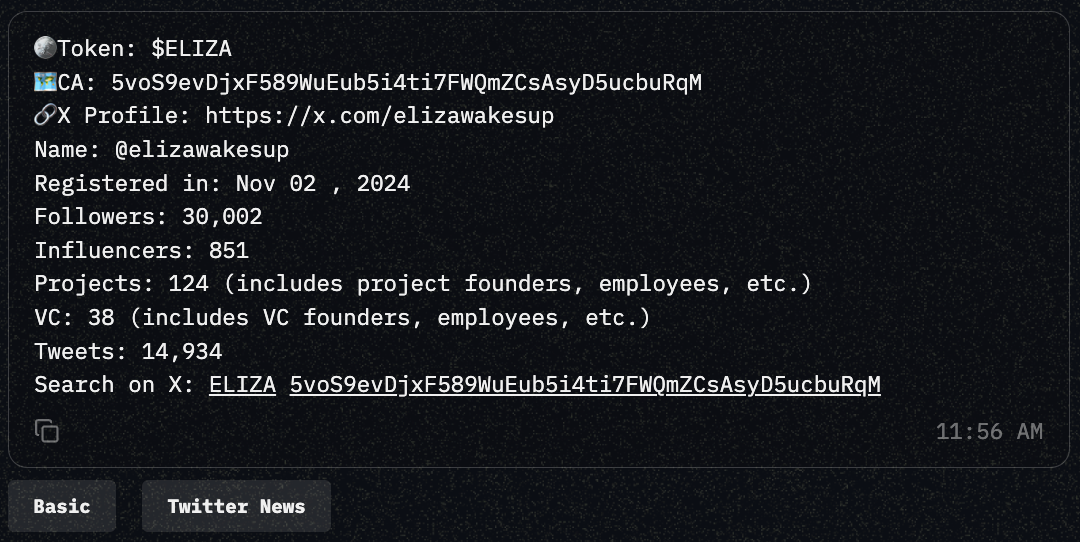 🌕Token: $ELIZA
🗺️CA: 5voS9evDjxF589WuEub5i4ti7FWQmZCsAsyD5ucbuRqM
🔗X Profile: https://x.com/elizawakesup
Name: @elizawakesup
Registered in: Nov 02 , 2024
Followers: 30,002
Influencers: 851
Projects: 124 (includes project founders, employees, etc.)
VC: 38 (includes VC founders, employees, etc.)
Tweets: 14,934
Search on X: ELIZA 5voS9evDjxF589WuEub5i4ti7FWQmZCsAsyD5ucbuRqM
11:56 AM
Basic Twitter News